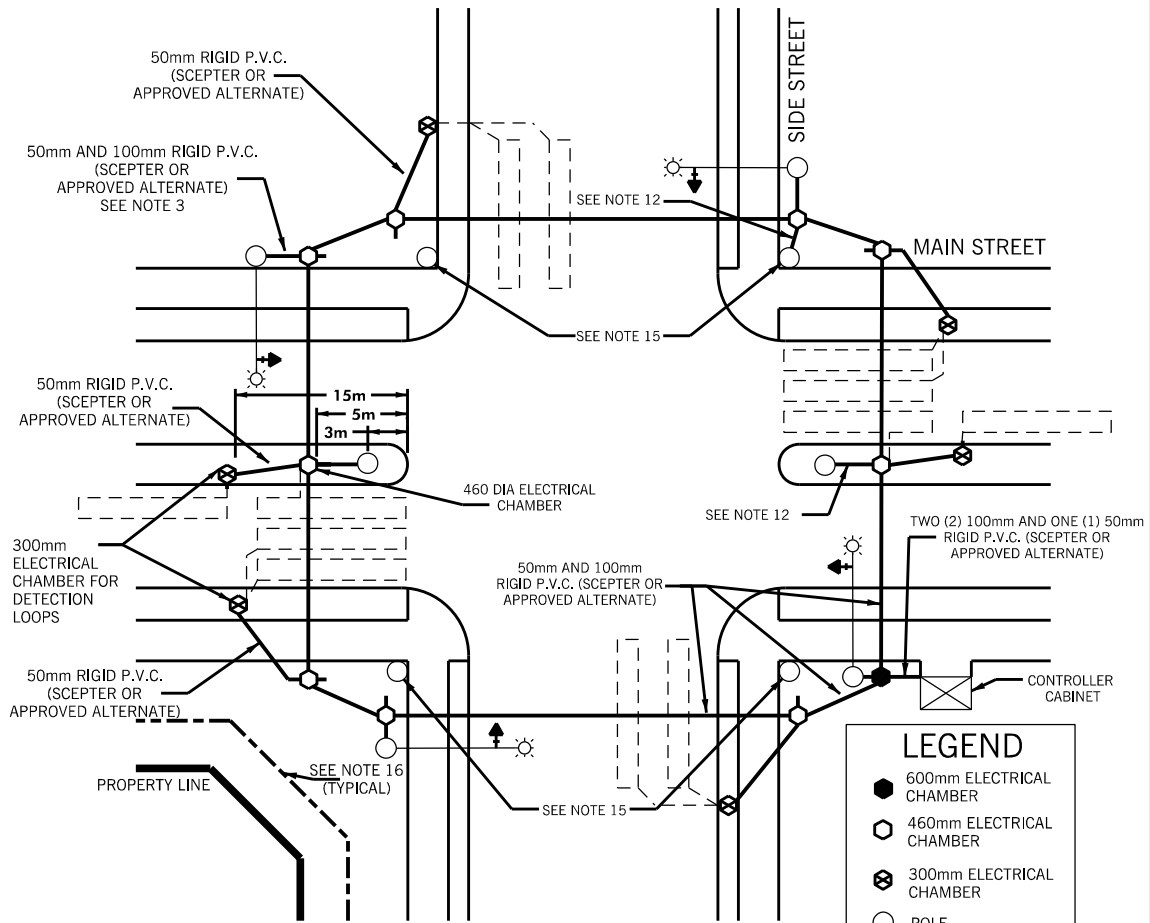 50mm RIGID P.V.C.
(SCEPTER OR
APPROVED ALTERNATE)
SIDE STREET
50mm AND 100mm RIGID P.V.C.
(SCEPTER OR
APPROVED ALTERNATE)
SEE NOTE 3
SEE NOTE 12
MAIN STREET
SEE NOTE 15
50mm RIGID P.V.C.
(SCEPTER OR
APPROVED ALTERNATE)
15m
5m
3m
460 DIA ELECTRICAL
CHAMBER
SEE NOTE 12
TWO (2) 100mm AND ONE (1) 50mm
RIGID P.V.C. (SCEPTER OR
APPROVED ALTERNATE)
300mm
ELECTRICAL
CHAMBER FOR
DETECTION
LOOPS
50mm AND 100mm
RIGID P.V.C. (SCEPTER OR
APPROVED ALTERNATE)
50mm RIGID P.V.C.
(SCEPTER OR
APPROVED ALTERNATE)
CONTROLLER
CABINET
PROPERTY LINE
SEE NOTE 16
(TYPICAL)
SEE NOTE 15
LEGEND
600mm ELECTRICAL
CHAMBER
460mm ELECTRICAL
CHAMBER
300mm ELECTRICAL
CHAMBER
POLE